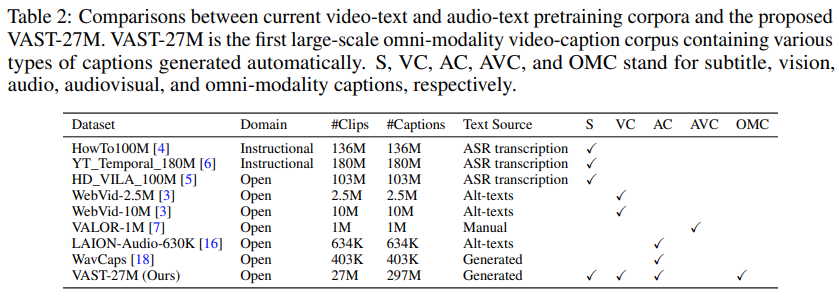 Table 2: Comparisons between current video-text and audio-text pretraining corpora and the proposed
VAST-27M. VAST-27M is the first large-scale omni-modality video-caption corpus containing various
types of captions generated automatically. S, VC, AC, AVC, and OMC stand for subtitle, vision,
audio, audiovisual, and omni-modality captions, respectively.
Dataset Domain #Clips #Captions Text Source S VC AC AVC OMC
HowTo100M [4] Instructional 136M 136M ASR transcription ✓
YT_Temporal_180M [6] Instructional 180M 180M ASR transcription ✓
HD_VILA_100M [5] Open 103M 103M ASR transcription ✓
WebVid-2.5M [3] Open 2.5M 2.5M Alt-texts ✓
WebVid-10M [3] Open 10M 10M Alt-texts ✓
VALOR-1M [7] Open 1M 1M Manual ✓
LAION-Audio-630K [16] Open 634K 634K Alt-texts ✓
WavCaps [18] Open 403K 403K Generated ✓
VAST-27M (Ours) Open 27M 297M Generated ✓ ✓ ✓ ✓